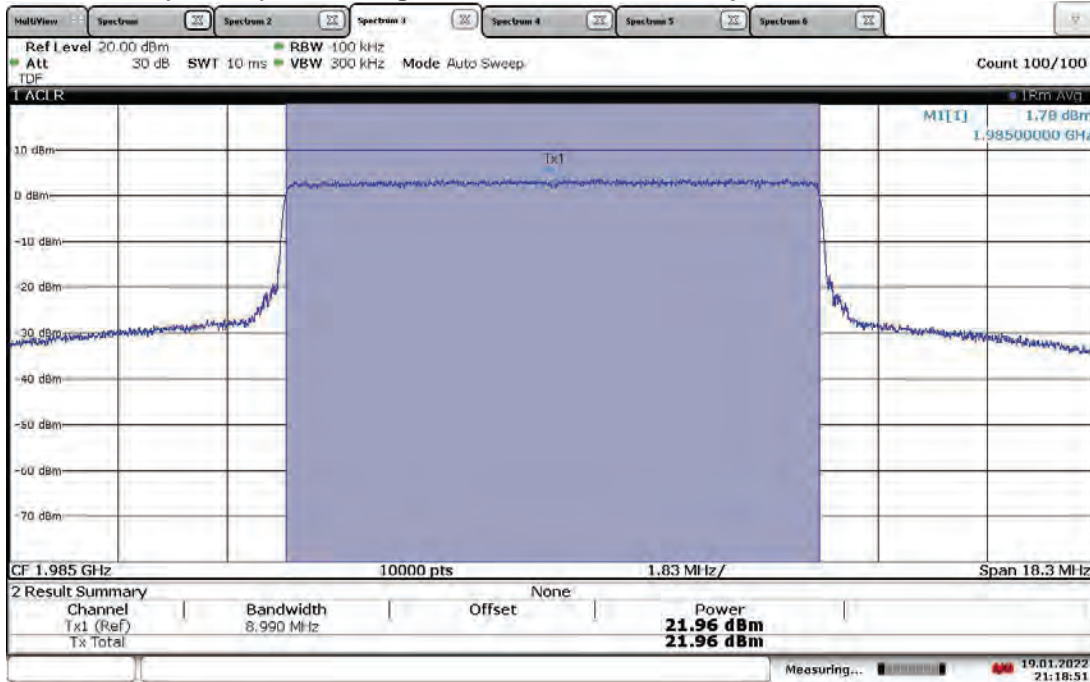 MultiView Spectrum Spectrum 2 Spectrum 3 Spectrum 4 Spectrum 5 Spectrum 6
Ref Level 20.00 dBm RBW 100 kHz
Att 30 dB SWT 10 ms VBW 300 kHz Mode Auto Sweep Count 100/100
TDF
1 ACLR 1Rm Avg
M1[1] 1.78 dBm
1.98500000 GHz
Tx1
10 dBm
0 dBm
-10 dBm
-20 dBm
-30 dBm
-40 dBm
-50 dBm
-60 dBm
-70 dBm
CF 1.985 GHz 10000 pts 1.83 MHz/ Span 18.3 MHz
2 Result Summary None
Channel Bandwidth Offset Power
Tx1 (Ref) 8.990 MHz 21.96 dBm
Tx Total 21.96 dBm
Measuring... 19.01.2022
21:18:51